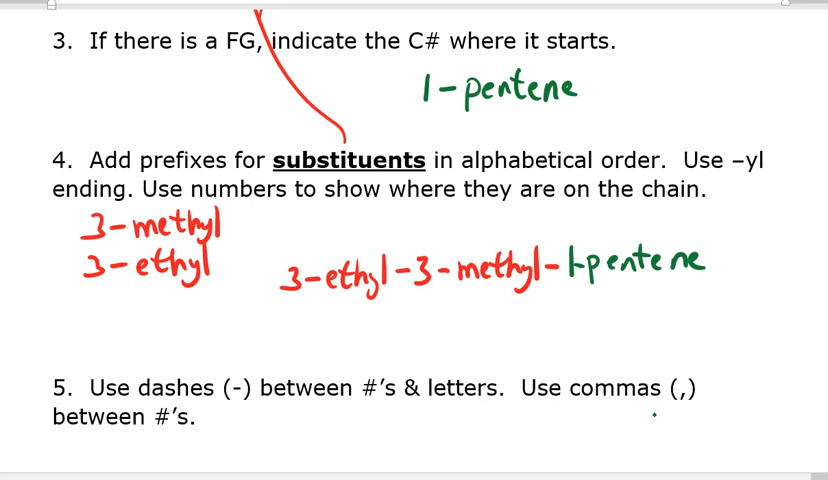 3. If there is a FG, indicate the C# where it starts.
1-pentene
4. Add prefixes for substituents in alphabetical order. Use –yl
ending. Use numbers to show where they are on the chain.
3-methyl
3-ethyl
3-ethyl-3-methyl-1-pentene
5. Use dashes (-) between #’s & letters. Use commas (,)
between #’s.